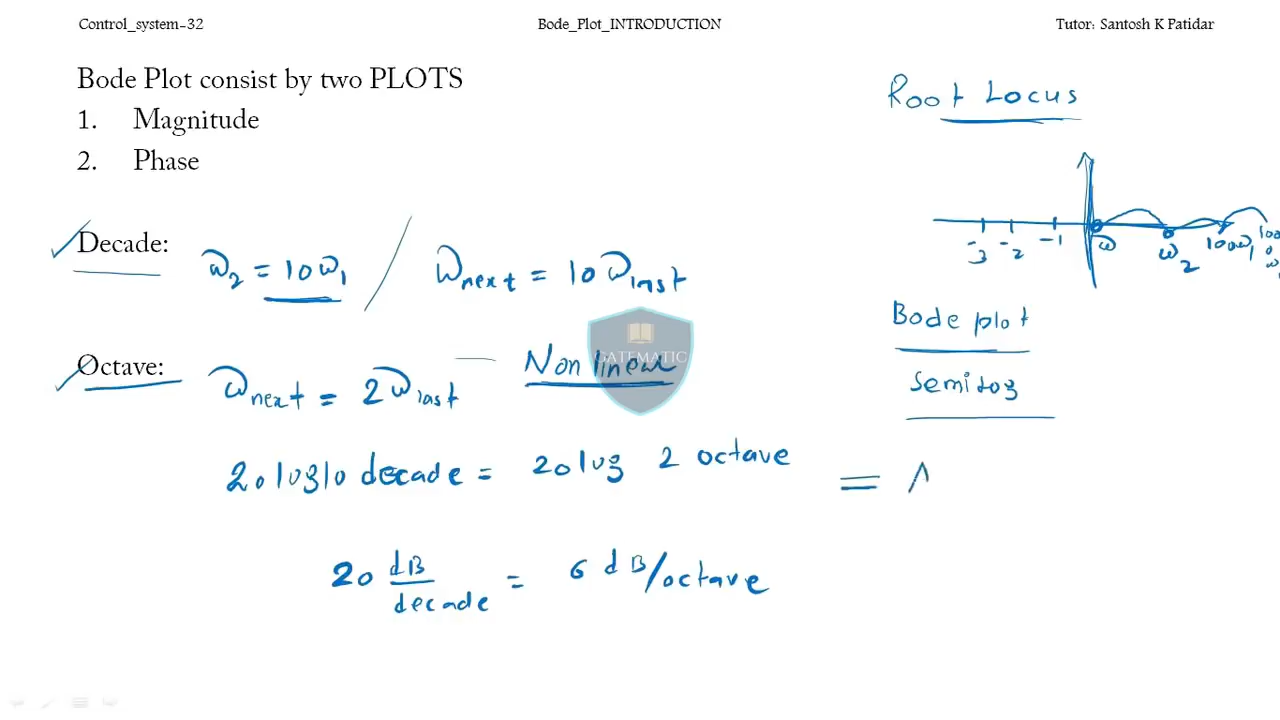 Control_system-32 Bode_Plot_INTRODUCTION Tutor: Santosh K Patidar
Bode Plot consist by two PLOTS
1. Magnitude
2. Phase
Root Locus
-3 -2 -1 ω ω2 100ω1
Decade: ω2 = 10ω1 / ωnext = 10ωlast
Bode plot
GATEMATIC
Octave: ωnext = 2ωlast — Nonlinear
Semilog
20log10 decade = 20log 2 octave =
20 dB/decade = 6 dB/octave